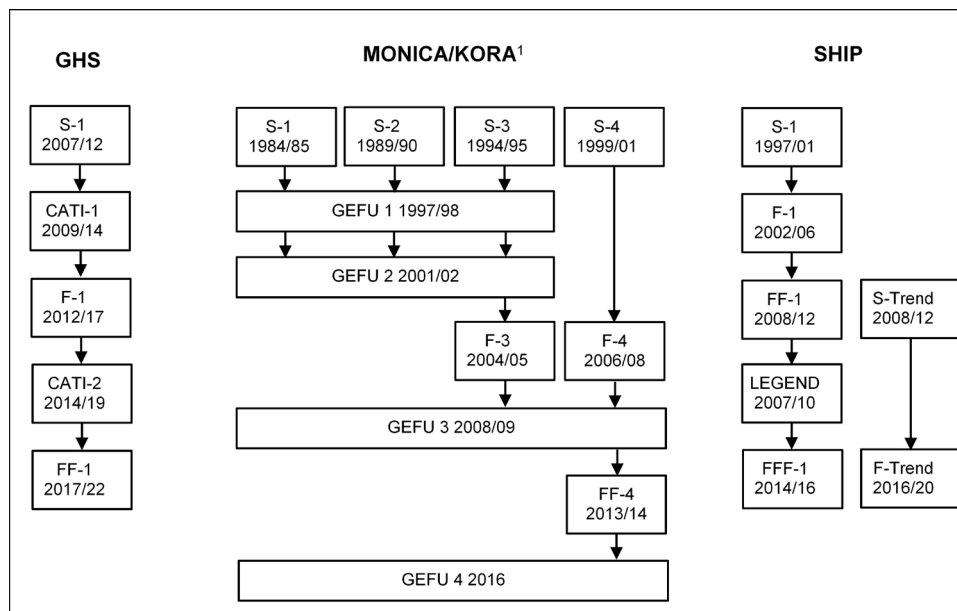 GHS
S-1
2007/12
CATI-1
2009/14
F-1
2012/17
CATI-2
2014/19
FF-1
2017/22
MONICA/KORA¹
S-1
1984/85
S-2
1989/90
S-3
1994/95
S-4
1999/01
GEFU 1 1997/98
GEFU 2 2001/02
F-3
2004/05
F-4
2006/08
GEFU 3 2008/09
FF-4
2013/14
GEFU 4 2016
SHIP
S-1
1997/01
F-1
2002/06
FF-1
2008/12
LEGEND
2007/10
FFF-1
2014/16
S-Trend
2008/12
F-Trend
2016/20